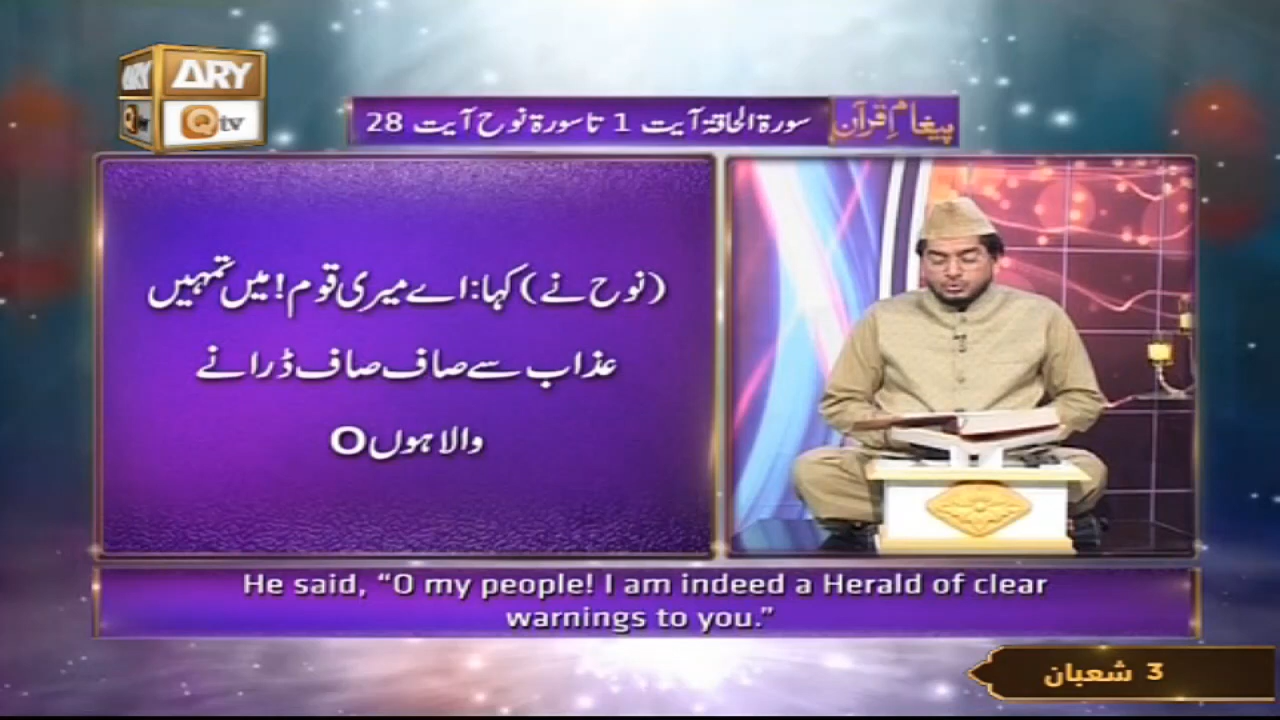 ARY
ARY
Qtv
پیغامِ قرآن
سورۃ الحاقۃ آیت 1 تا سورۃ نوح آیت 28
(نوح نے) کہا: اے میری قوم! میں تمہیں
عذاب سے صاف صاف ڈرانے
والا ہوں O
He said, “O my people! I am indeed a Herald of clear
warnings to you.”
3 شعبان